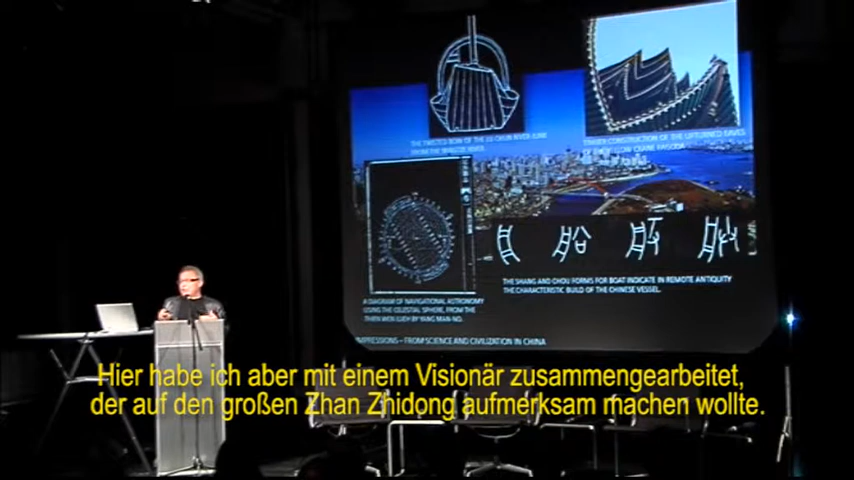 THE TWISTED BOW OF THE
FROM THE
TIMBER CONSTRUCTION OF THE UPTURNED EAVES
THE SHANG AND CHOU FORMS FOR BOAT INDICATE IN REMOTE ANTIQUITY
THE CHARACTERISTIC BUILD OF THE CHINESE VESSEL.
A DIAGRAM OF NAVIGATIONAL ASTRONOMY
USING THE CELESTIAL SPHERE, FROM THE
IMPRESSIONS – FROM SCIENCE AND CIVILIZATION IN CHINA
Hier habe ich aber mit einem Visionär zusammengearbeitet,
der auf den großen Zhan Zhidong aufmerksam machen wollte.